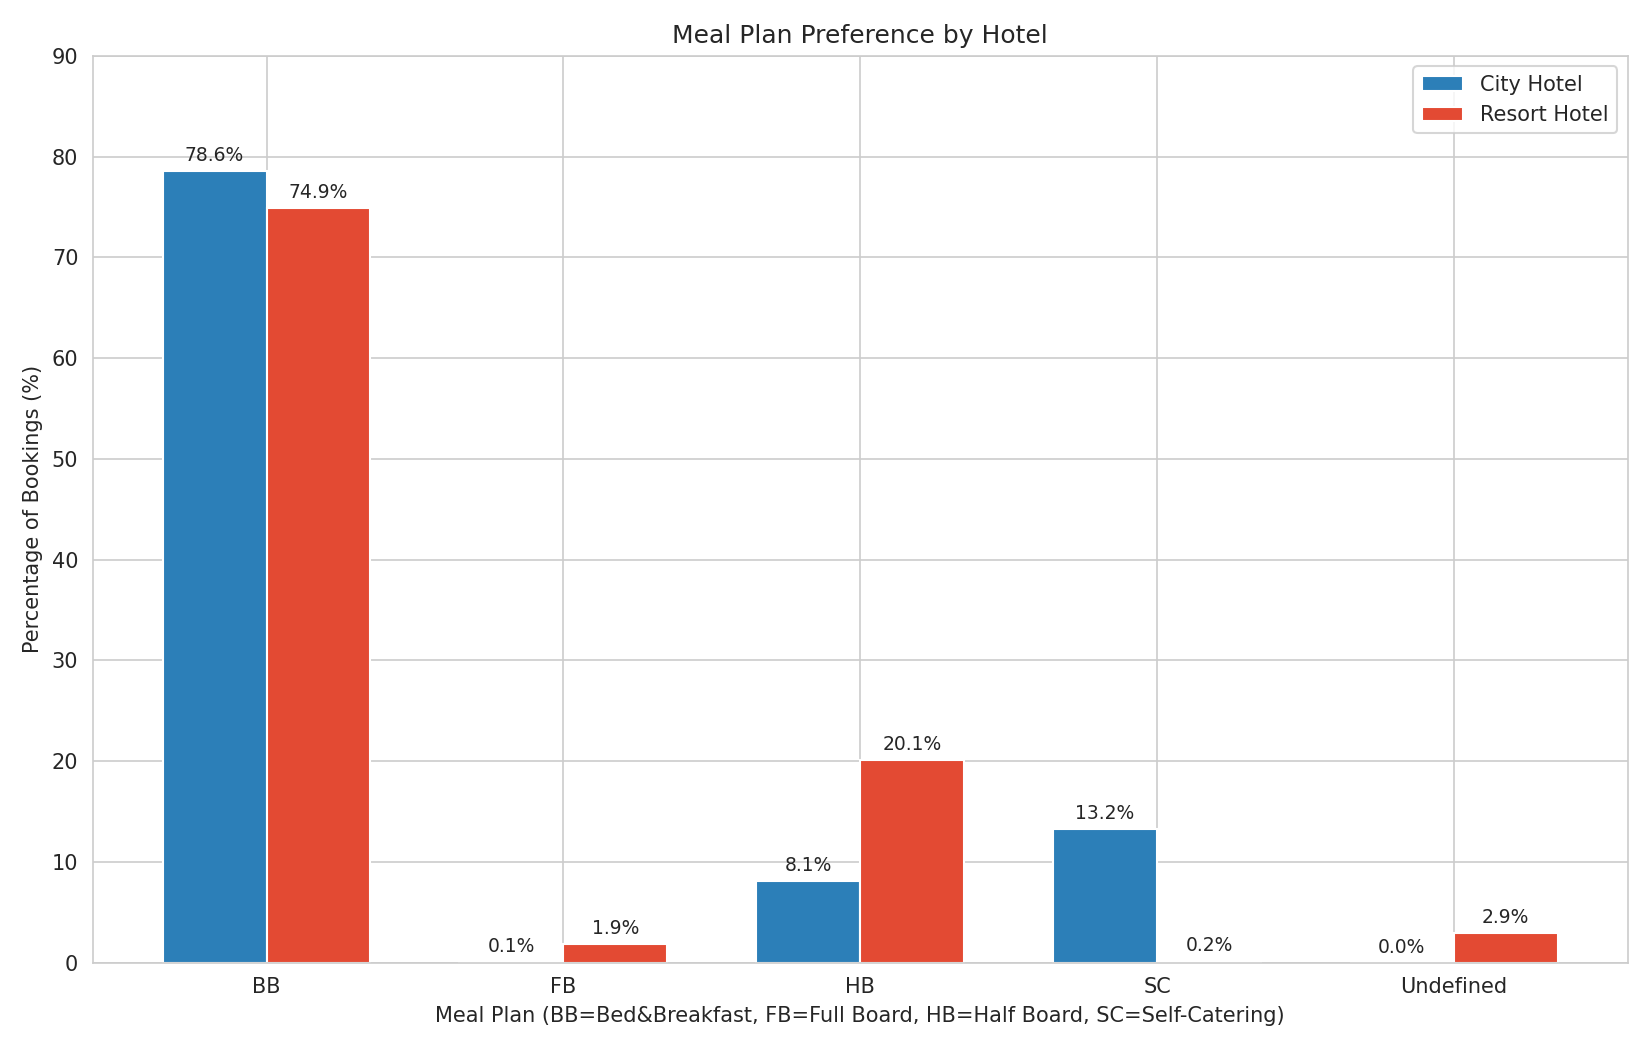 Meal Plan Preference by Hotel
City Hotel
Resort Hotel
Percentage of Bookings (%)
90
80
70
60
50
40
30
20
10
0
78.6%
74.9%
0.1%
1.9%
8.1%
20.1%
13.2%
0.2%
0.0%
2.9%
BB
FB
HB
SC
Undefined
Meal Plan (BB=Bed&Breakfast, FB=Full Board, HB=Half Board, SC=Self-Catering)